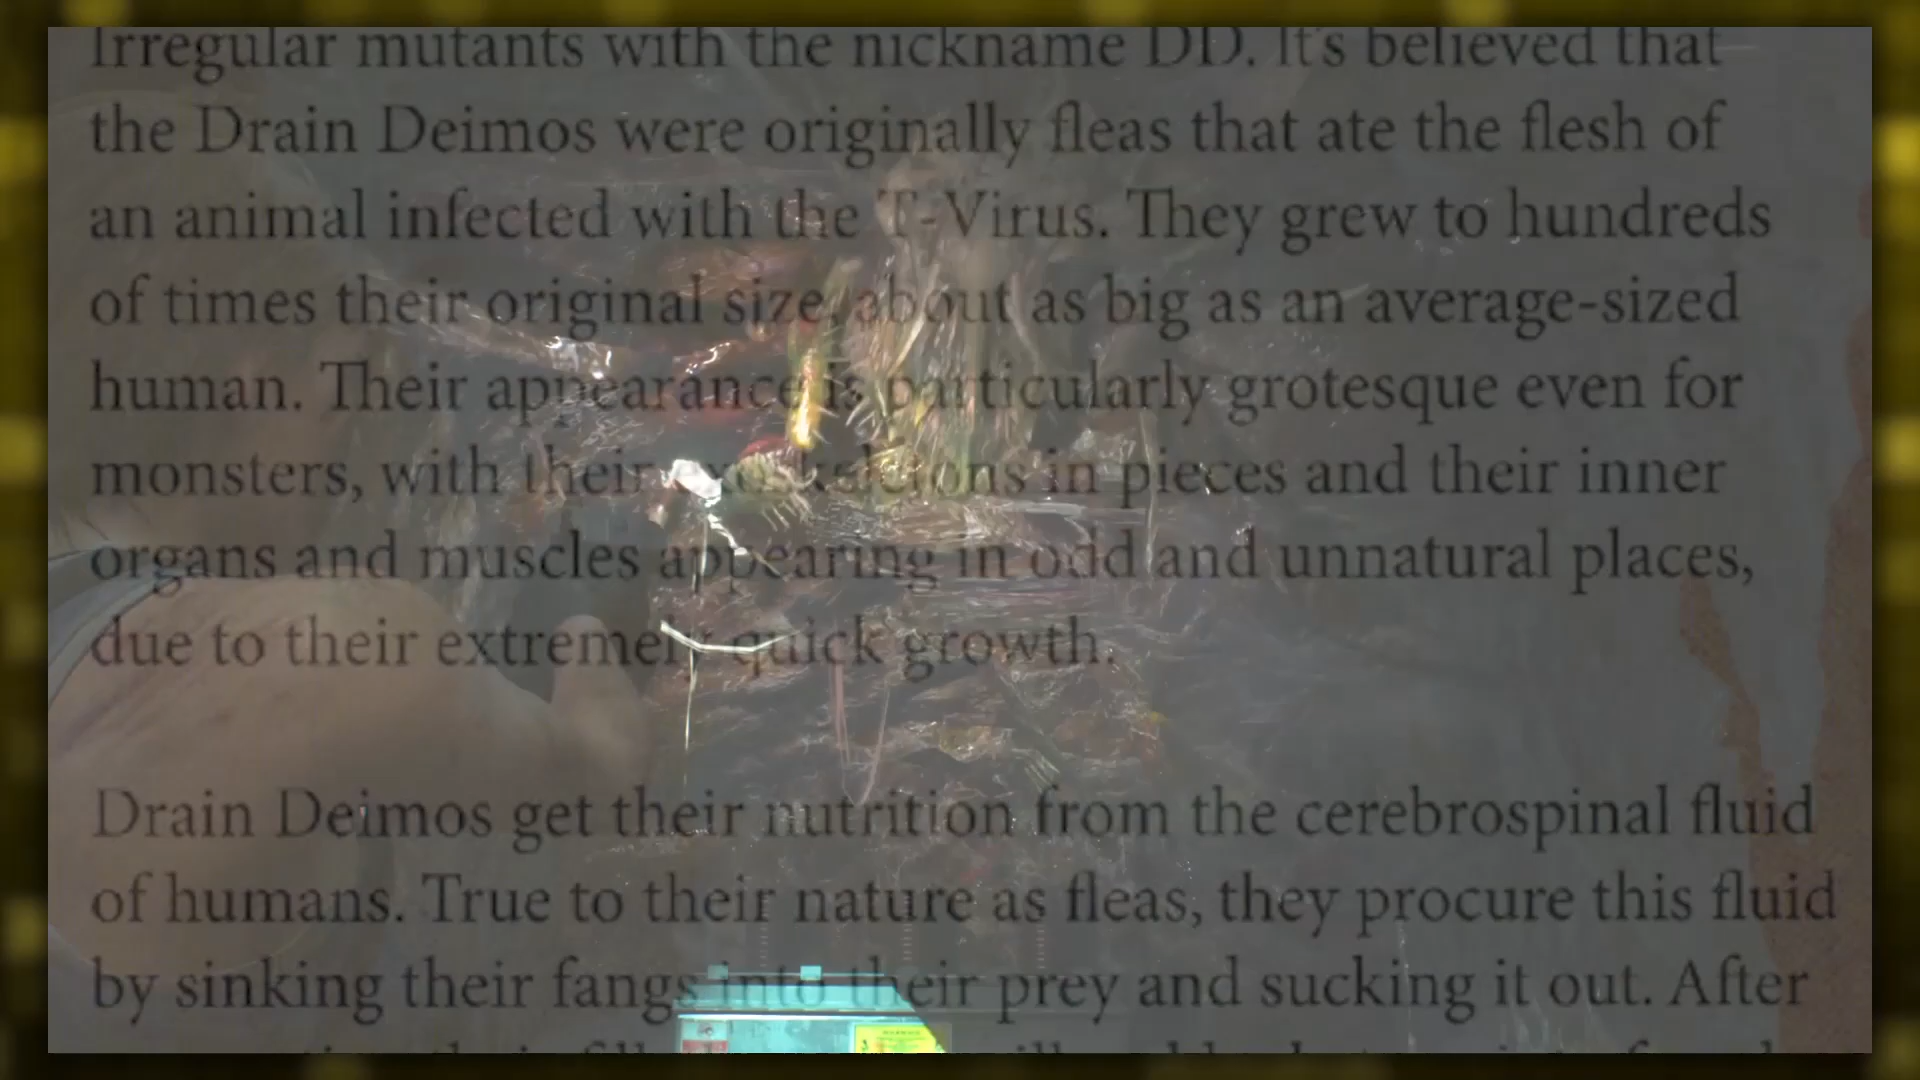 Irregular mutants with the nickname DD. It's believed that
the Drain Deimos were originally fleas that ate the flesh of
an animal infected with the T-Virus. They grew to hundreds
of times their original size, about as big as an average-sized
human. Their appearance is particularly grotesque even for
monsters, with their exoskeletons in pieces and their inner
organs and muscles appearing in odd and unnatural places,
due to their extremely quick growth.
Drain Deimos get their nutrition from the cerebrospinal fluid
of humans. True to their nature as fleas, they procure this fluid
by sinking their fangs into their prey and sucking it out. After